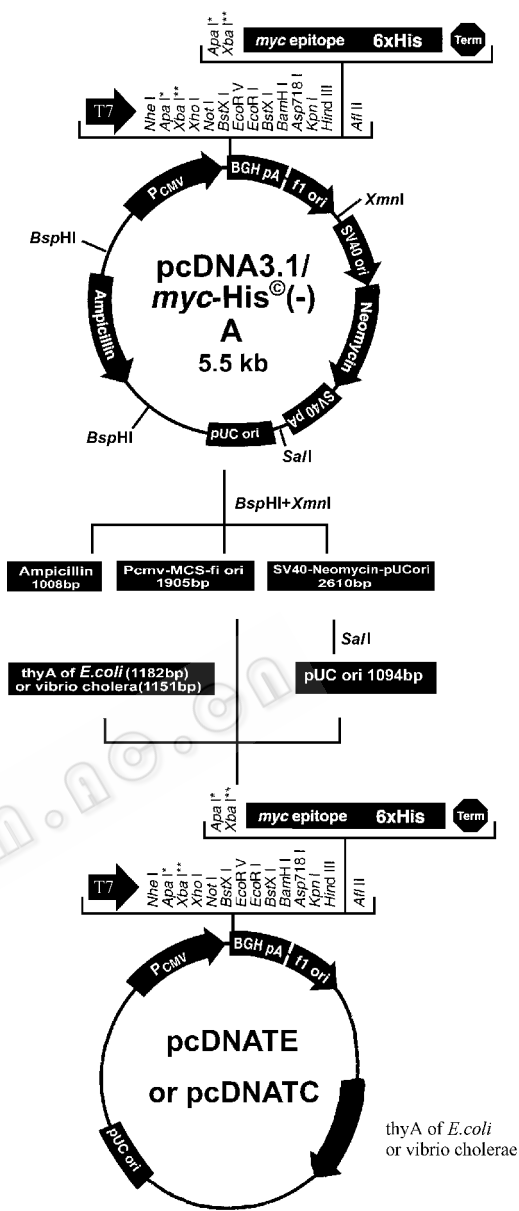 Apa I*
Xba I**
myc epitope 6xHis Term
T7
Nhe I
Apa I*
Xba I**
Xho I
Not I
BstX I
EcoR V
EcoR I
BstX I
BamH I
Asp718 I
Kpn I
Hind III
Afl II
PCMV
BGH pA
f1 ori
XmnI
SV40 ori
BspHI
pcDNA3.1/
myc-His©(-)
A
5.5 kb
Ampicillin
Neomycin
BspHI
pUC ori
SV40 pA
SalI
BspHI+XmnI
Ampicillin
1008bp
Pcmv-MCS-fi ori
1905bp
SV40-Neomycin-pUCori
2610bp
SalI
thyA of E.coli (1182bp)
or vibrio cholera(1151bp)
pUC ori 1094bp
Apa I*
Xba I**
myc epitope 6xHis Term
T7
Nhe I
Apa I*
Xba I**
Xho I
Not I
BstX I
EcoR V
EcoR I
BstX I
BamH I
Asp718 I
Kpn I
Hind III
Afl II
PCMV
BGH pA
f1 ori
pcDNATE
or pcDNATC
pUC ori
thyA of E.coli
or vibrio cholerae
m.ac.cn